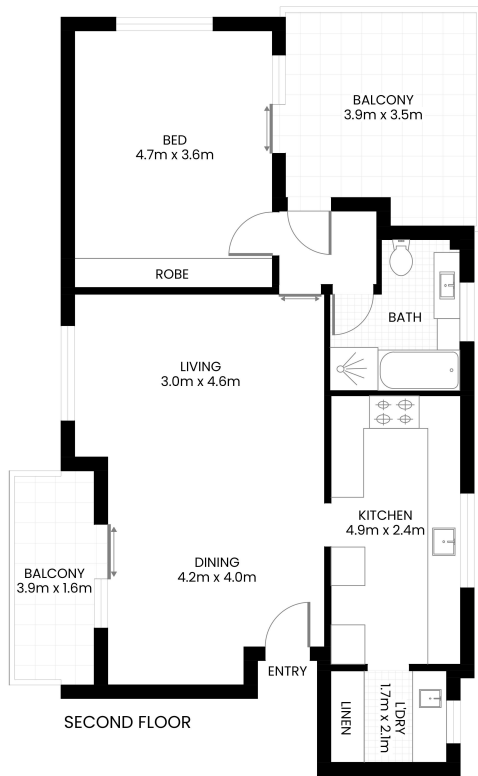 BALCONY
3.9m x 3.5m
BED
4.7m x 3.6m
ROBE
BATH
LIVING
3.0m x 4.6m
KITCHEN
4.9m x 2.4m
DINING
4.2m x 4.0m
BALCONY
3.9m x 1.6m
ENTRY
LINEN
L'DRY
1.7m x 2.1m
SECOND FLOOR